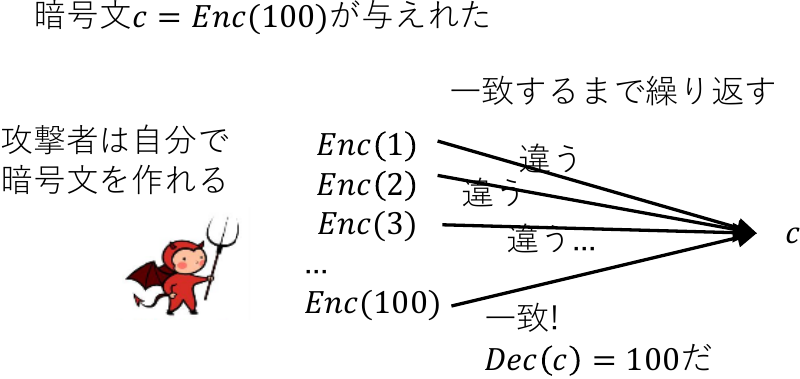 暗号文c = Enc(100)が与えれた
一致するまで繰り返す
攻撃者は自分で
暗号文を作れる
Enc(1)
違う
Enc(2)
違う
Enc(3)
違う…
c
…
Enc(100)
一致!
Dec(c) = 100だ